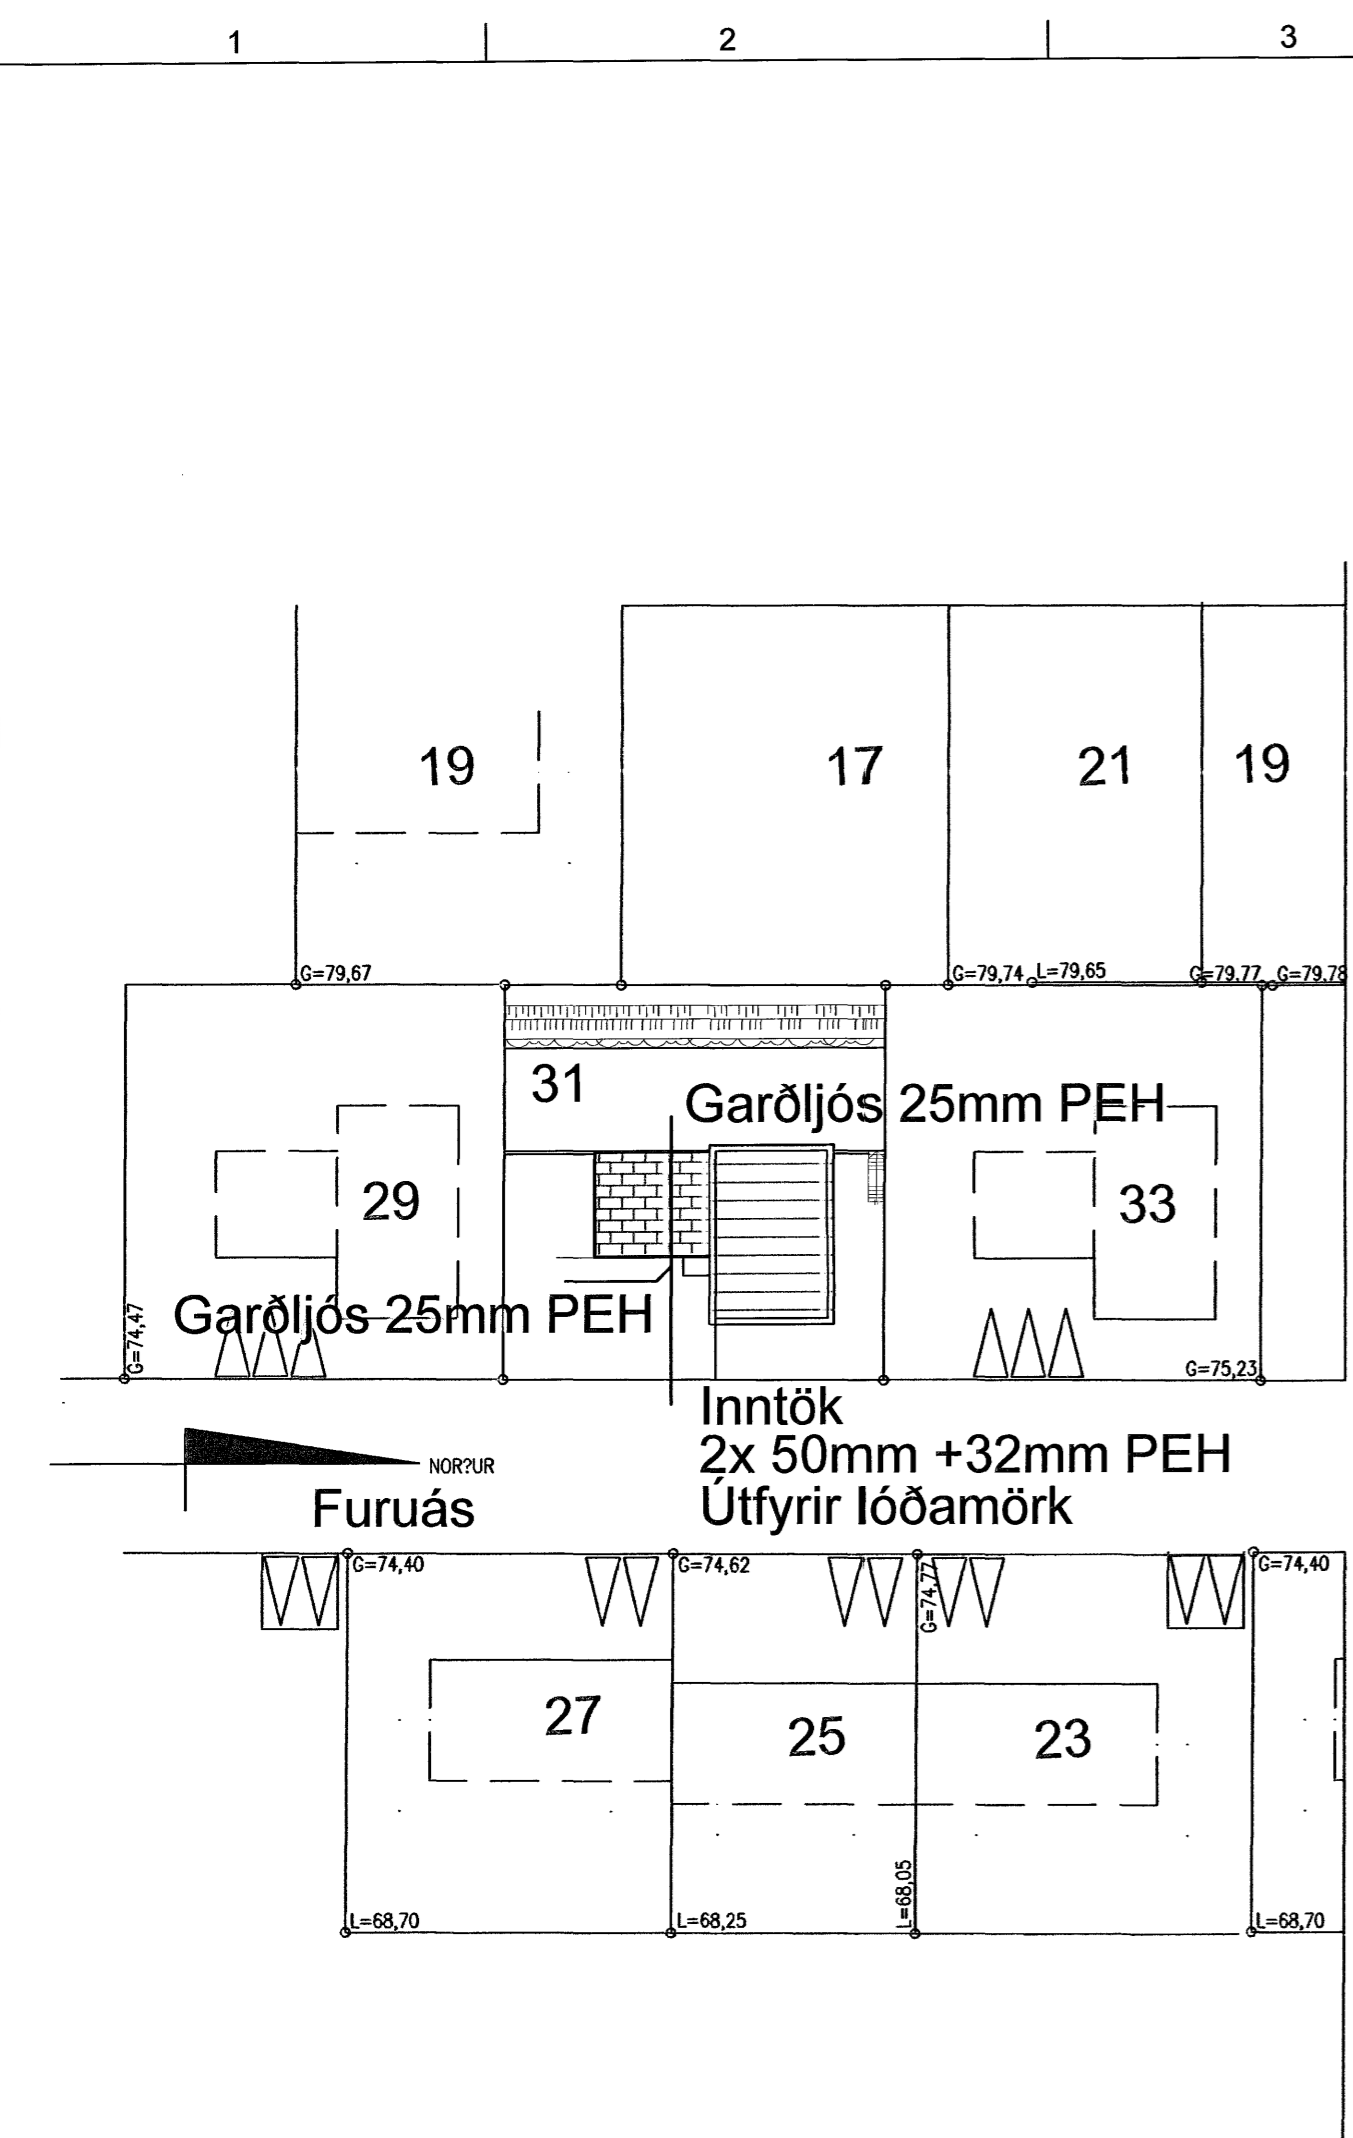 1
2
3
19
17
21
19
G=79,67
G=79,74
L=79,65
G=79,77
G=79,78
31
Garðljós 25mm PEH
29
33
Garðljós 25mm PEH
G=74,47
G=75,23
Inntök
2x 50mm +32mm PEH
Útfyrir lóðamörk
NOR?UR
Furuás
G=74,40
G=74,62
G=74,77
G=74,40
27
25
23
L=68,70
L=68,25
L=68,05
L=68,70